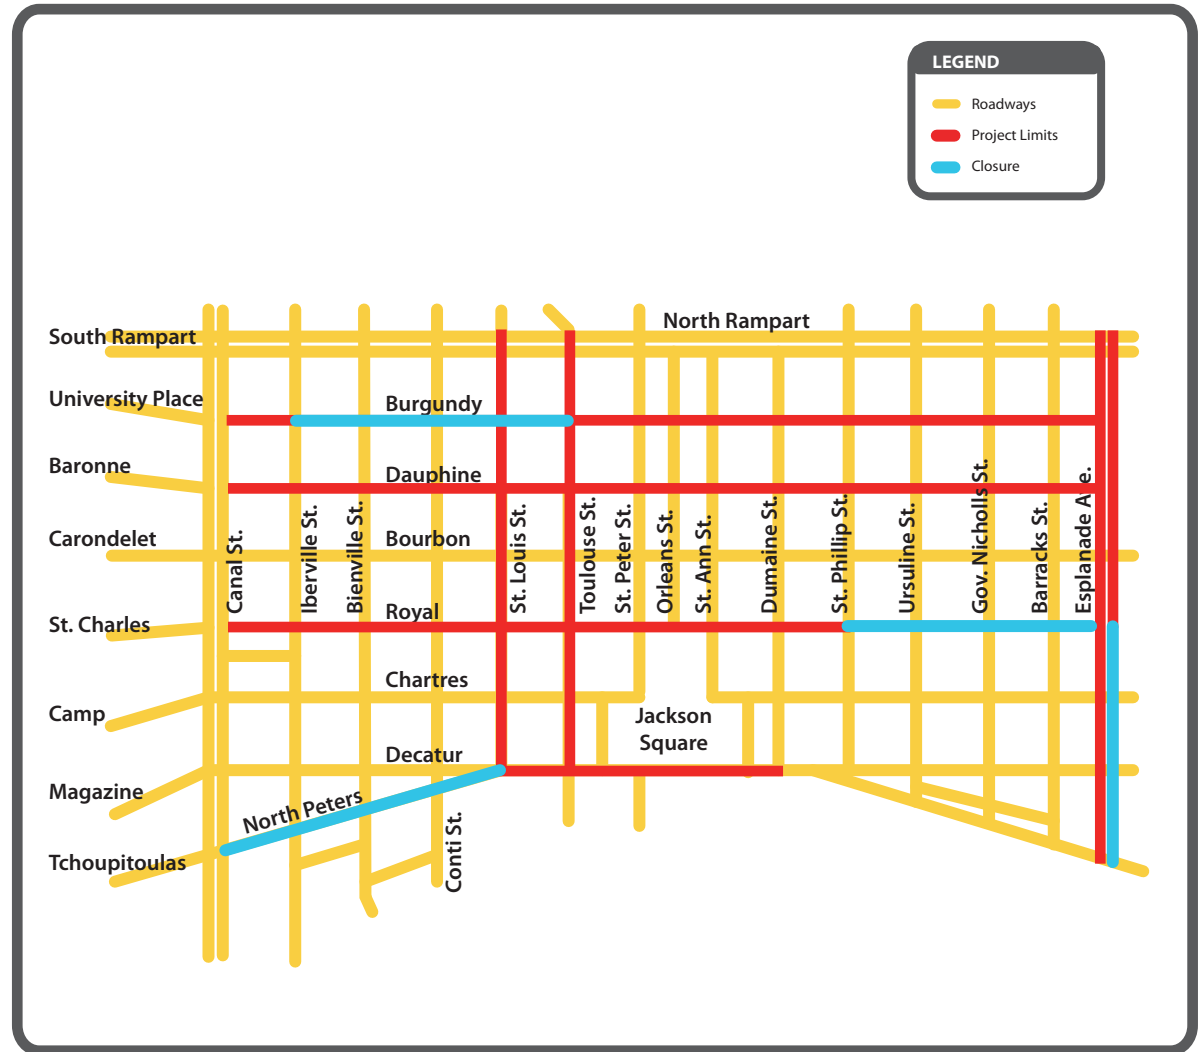 LEGEND
Roadways
Project Limits
Closure
North Rampart
South Rampart
University Place
Burgundy
Baronne
Dauphine
Carondelet
Bourbon
Canal St.
Iberville St.
Bienville St.
St. Louis St.
Toulouse St.
St. Peter St.
Orleans St.
St. Ann St.
Dumaine St.
St. Phillip St.
Ursuline St.
Gov. Nicholls St.
Barracks St.
Esplanade Ave.
St. Charles
Royal
Chartres
Camp
Jackson
Square
Decatur
Magazine
North Peters
Conti St.
Tchoupitoulas